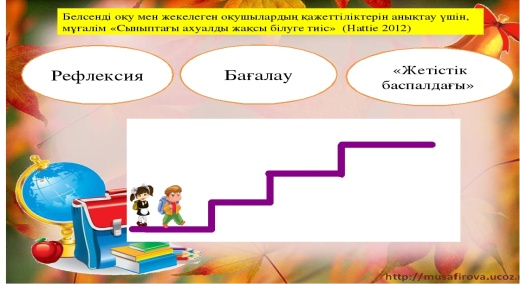 Белсенді оқу мен жекелеген оқушылардың қажеттіліктерін анықтау үшін,
мұғалім «Сыныптағы ахуалды жақсы білуге тиіс» (Hattie 2012)
Рефлексия
Бағалау
«Жетістік
баспалдағы»
http://musafirova.ucoz.